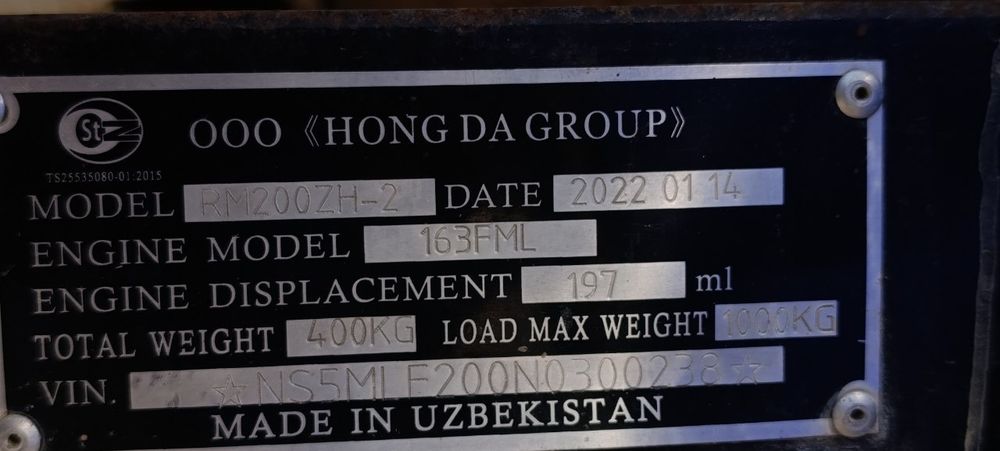 StZ
OOO 《HONG DA GROUP》
TS25535080-01:2015
MODEL RM200ZH-2 DATE 2022 01 14
ENGINE MODEL 163FML
ENGINE DISPLACEMENT 197 ml
TOTAL WEIGHT 400KG LOAD MAX WEIGHT 1000KG
VIN. ☆NS5MLF200N0300238☆
MADE IN UZBEKISTAN